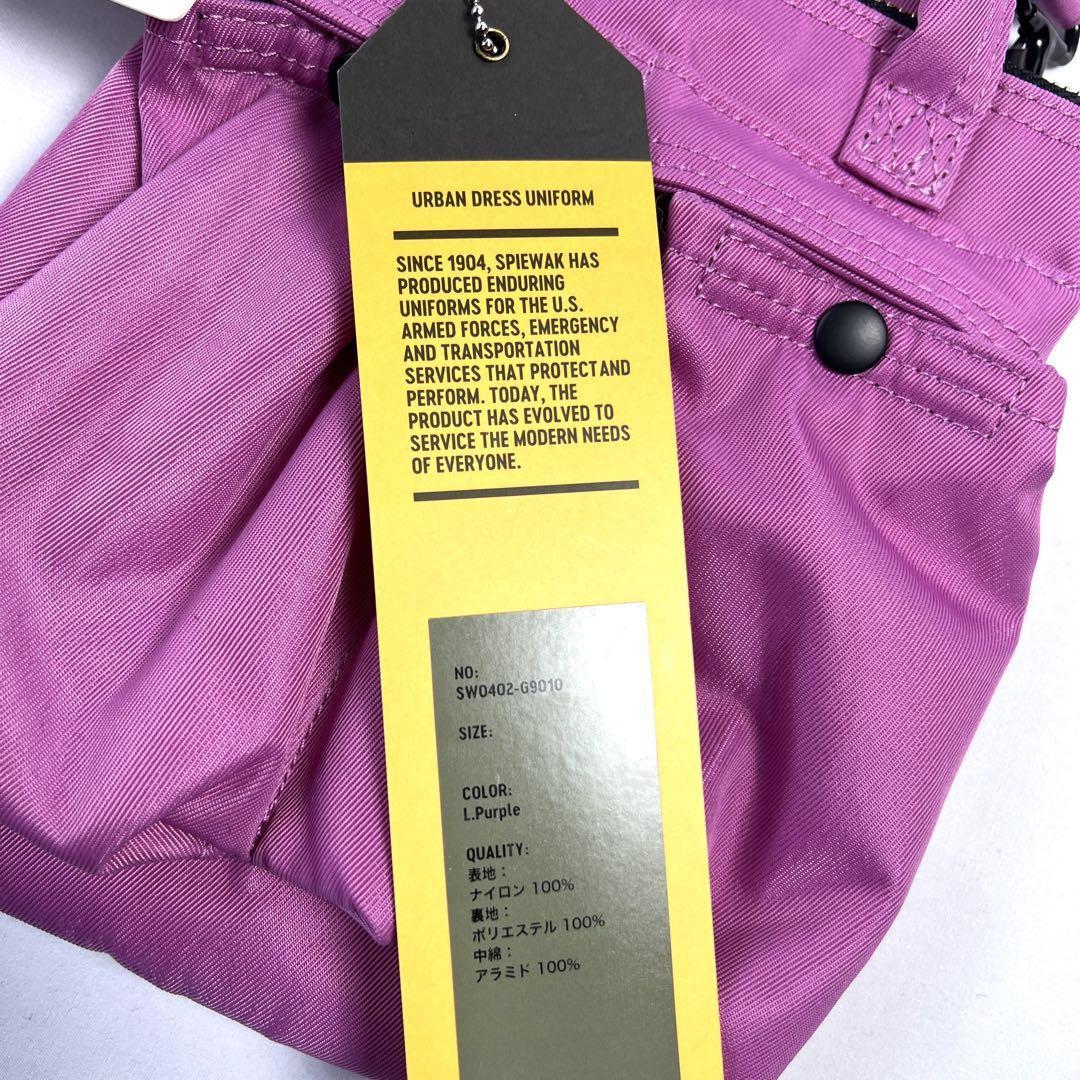 URBAN DRESS UNIFORM
SINCE 1904, SPIEWAK HAS
PRODUCED ENDURING
UNIFORMS FOR THE U.S.
ARMED FORCES, EMERGENCY
AND TRANSPORTATION
SERVICES THAT PROTECT AND
PERFORM. TODAY, THE
PRODUCT HAS EVOLVED TO
SERVICE THE MODERN NEEDS
OF EVERYONE.
NO:
SW0402-G9010
SIZE:
COLOR:
L.Purple
QUALITY:
表地：
ナイロン 100%
裏地：
ポリエステル 100%
中綿：
アラミド 100%